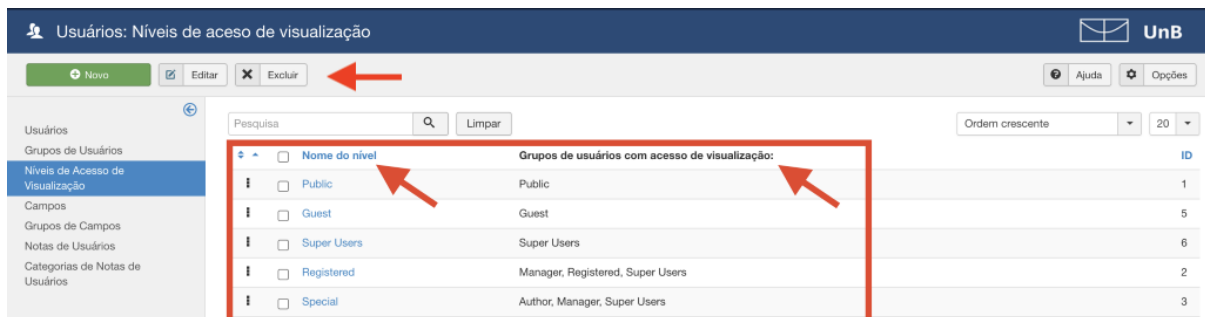 Usuários: Níveis de aceso de visualização
UnB
Novo
Editar
Excluir
Ajuda
Opções
Usuários
Grupos de Usuários
Níveis de Acesso de
Visualização
Campos
Grupos de Campos
Notas de Usuários
Categorias de Notas de
Usuários
Pesquisa
Limpar
Ordem crescente
20
Nome do nível Grupos de usuários com acesso de visualização: ID
Public Public 1
Guest Guest 5
Super Users Super Users 6
Registered Manager, Registered, Super Users 2
Special Author, Manager, Super Users 3